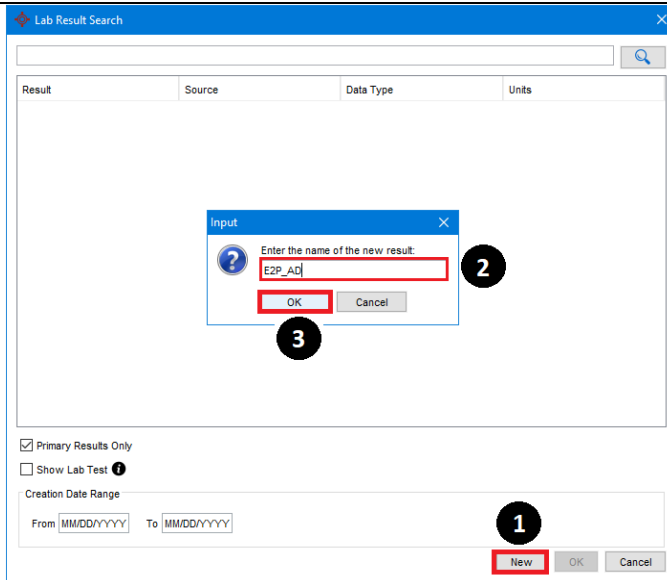 Lab Result Search
Result Source Data Type Units
Input
Enter the name of the new result:
E2P_AD
2
OK Cancel
3
Primary Results Only
Show Lab Test i
Creation Date Range
From MM/DD/YYYY To MM/DD/YYYY
1
New OK Cancel